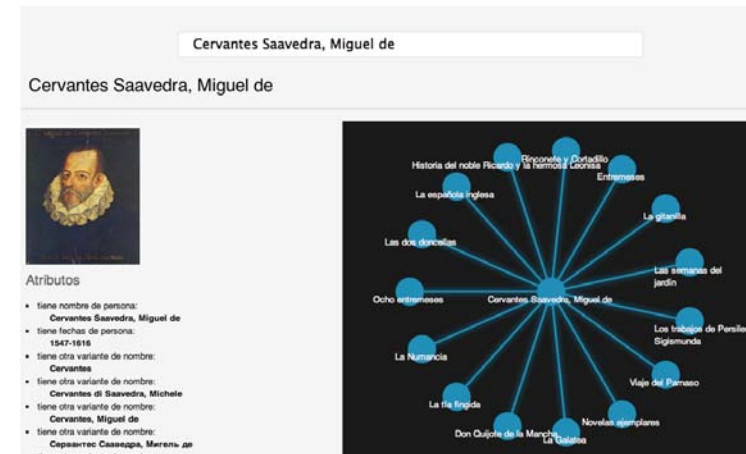 Cervantes Saavedra, Miguel de
Cervantes Saavedra, Miguel de
Atributos
tiene nombre de persona:
Cervantes Saavedra, Miguel de
tiene fechas de persona:
1547-1616
tiene otra variante de nombre:
Cervantes
tiene otra variante de nombre:
Cervantes di Saavedra, Michele
tiene otra variante de nombre:
Cervantes, Miguel de
tiene otra variante de nombre:
Сервантес Сааведра, Мигель де
Rinconete y Cortadillo
Historia del noble Ricardo y la hermosa Leonisa
Entremeses
La española inglesa
La gitanilla
Las dos doncellas
Las semanas del
jardín
Ocho entremeses
Cervantes Saavedra, Miguel de
Los trabajos de Persiles
Sigismunda
La Numancia
Viaje del Parnaso
La tía fingida
Novelas ejemplares
Don Quijote de la Mancha
La Galatea